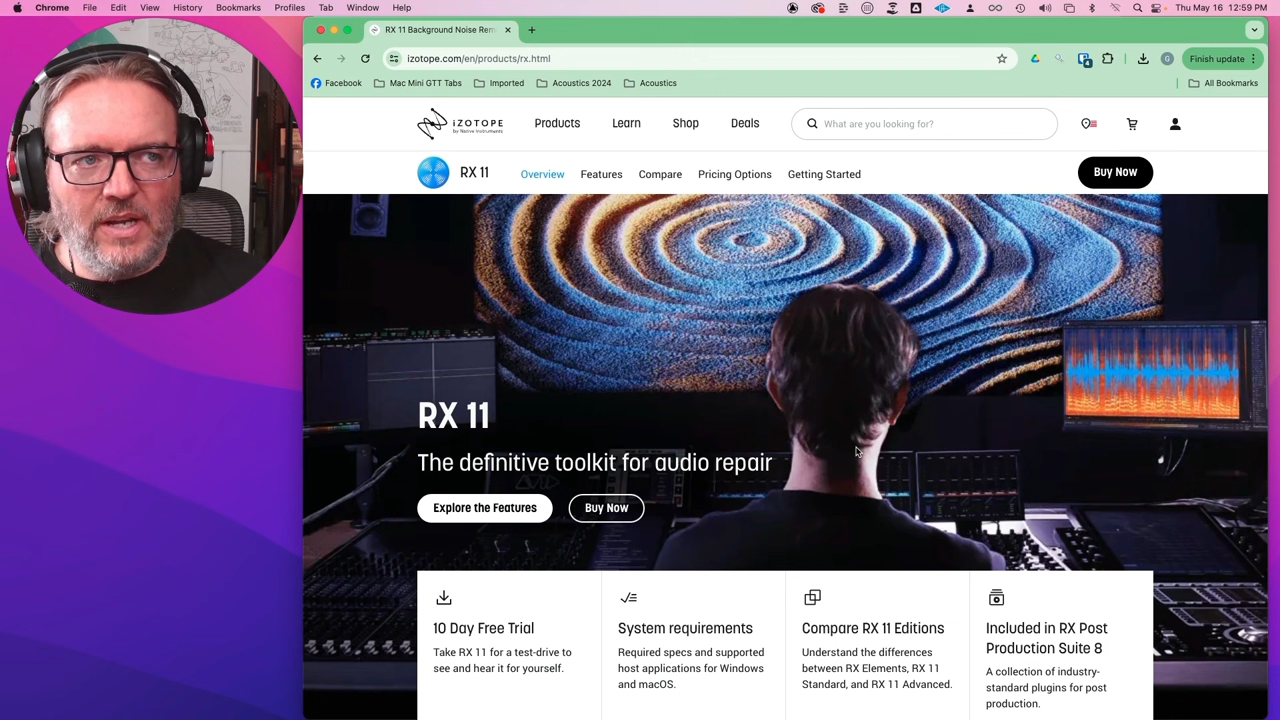 Chrome File Edit View History Bookmarks Profiles Tab Window Help
Thu May 16 12:59 PM
RX 11 Background Noise Rem
izotope.com/en/products/rx.html
Finish update
Facebook Mac Mini GTT Tabs Imported Acoustics 2024 Acoustics All Bookmarks
iZOTOPE
by Native Instruments
Products Learn Shop Deals
What are you looking for?
RX 11 Overview Features Compare Pricing Options Getting Started Buy Now
RX 11
The definitive toolkit for audio repair
Explore the Features Buy Now
10 Day Free Trial
Take RX 11 for a test-drive to
see and hear it for yourself.
System requirements
Required specs and supported
host applications for Windows
and macOS.
Compare RX 11 Editions
Understand the differences
between RX Elements, RX 11
Standard, and RX 11 Advanced.
Included in RX Post
Production Suite 8
A collection of industry-
standard plugins for post
production.